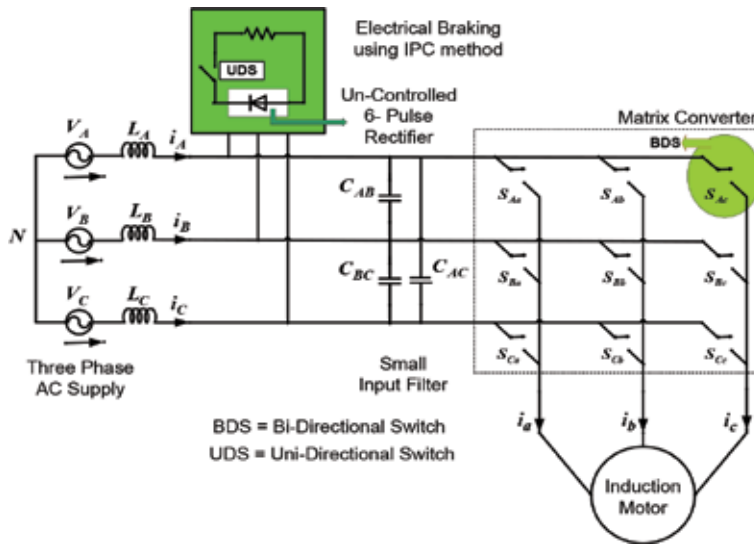 Electrical Braking
using IPC method
UDS
Un-Controlled
6- Pulse
Rectifier
Matrix Converter
BDS
V_A
L_A
i_A
C_AB
S_Aa
S_Ab
S_Ac
N
V_B
L_B
i_B
C_BC
C_AC
S_Ba
S_Bb
S_Bc
V_C
L_C
i_C
S_Ca
S_Cb
S_Cc
Three Phase
AC Supply
Small
Input Filter
BDS = Bi-Directional Switch
UDS = Uni-Directional Switch
i_a
i_b
i_c
Induction
Motor